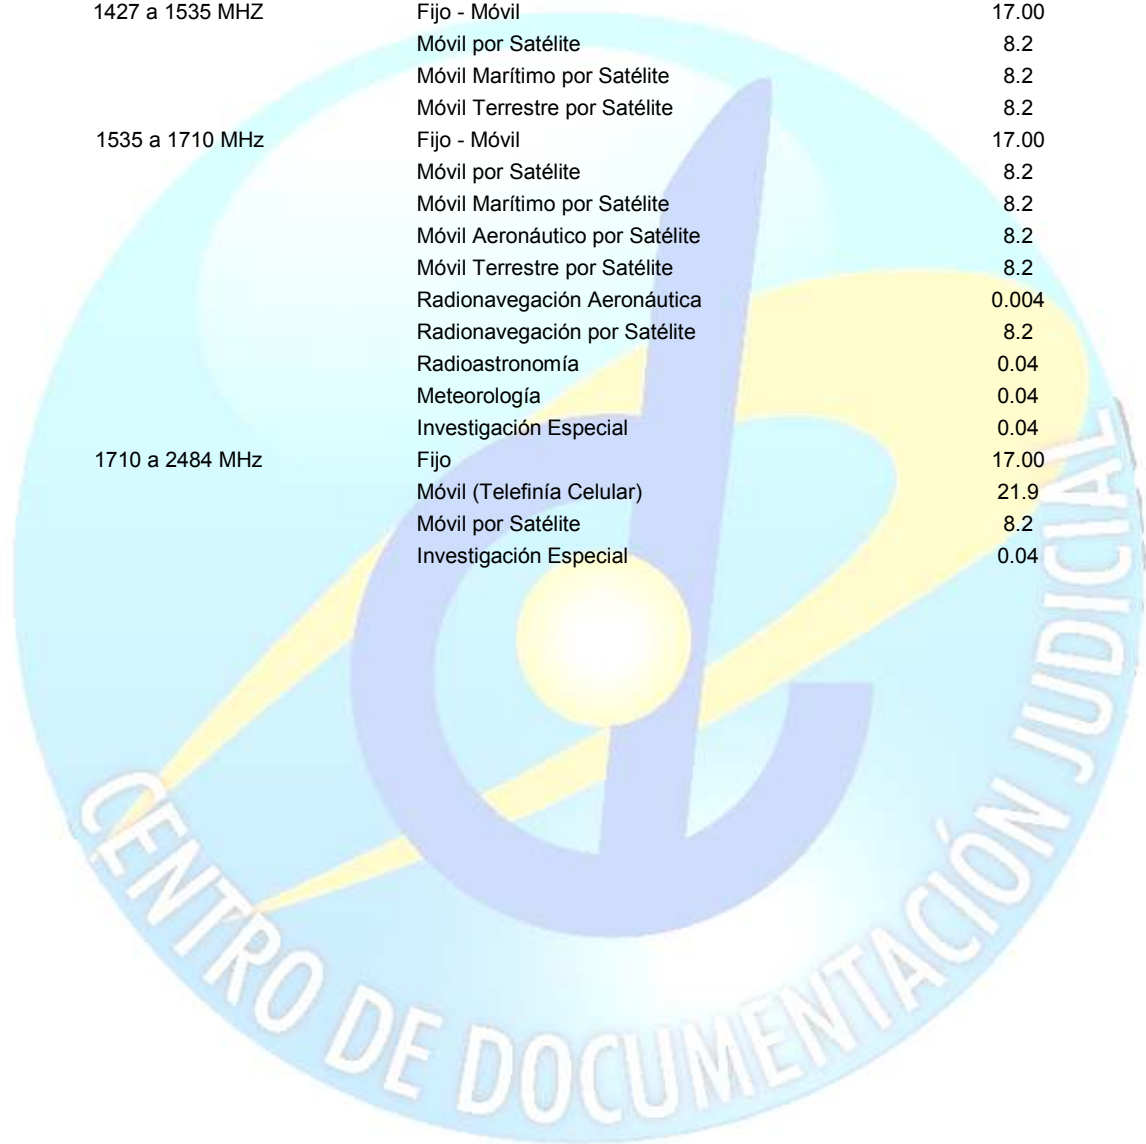 1427 a 1535 MHZ Fijo - Móvil 17.00
Móvil por Satélite 8.2
Móvil Marítimo por Satélite 8.2
Móvil Terrestre por Satélite 8.2
1535 a 1710 MHz Fijo - Móvil 17.00
Móvil por Satélite 8.2
Móvil Marítimo por Satélite 8.2
Móvil Aeronáutico por Satélite 8.2
Móvil Terrestre por Satélite 8.2
Radionavegación Aeronáutica 0.004
Radionavegación por Satélite 8.2
Radioastronomía 0.04
Meteorología 0.04
Investigación Especial 0.04
1710 a 2484 MHz Fijo 17.00
Móvil (Telefinía Celular) 21.9
Móvil por Satélite 8.2
Investigación Especial 0.04
CENTRO DE DOCUMENTACIÓN JUDICIAL